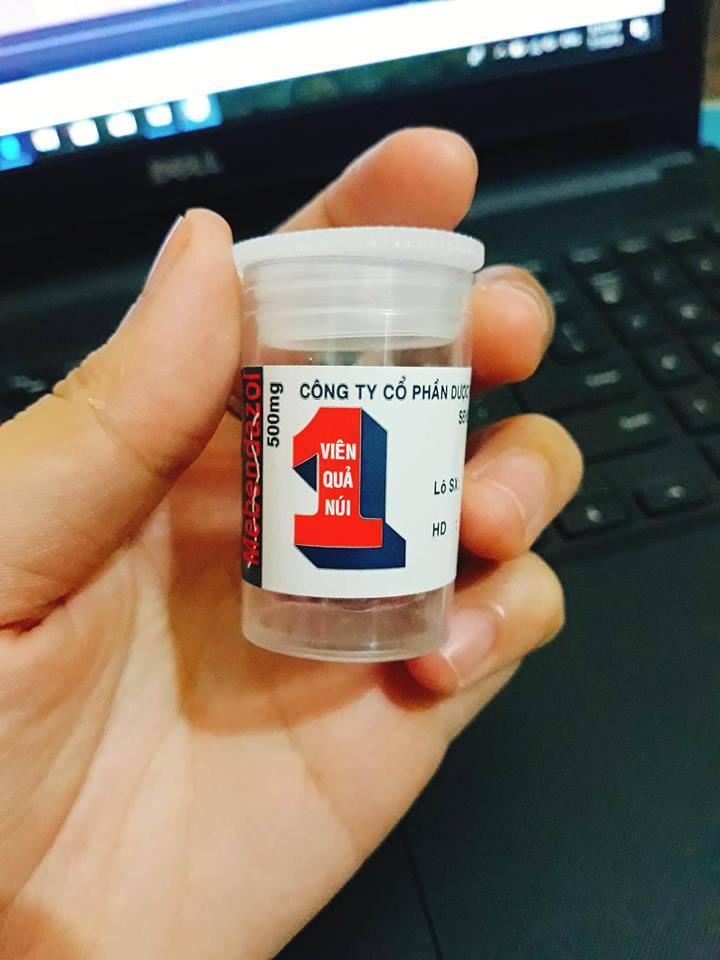 DELL
CÔNG TY CỔ PHẦN DƯỢC
Mebendazol
500mg
1
VIÊN
QUẢ
NÚI
Lô SX:
HD :